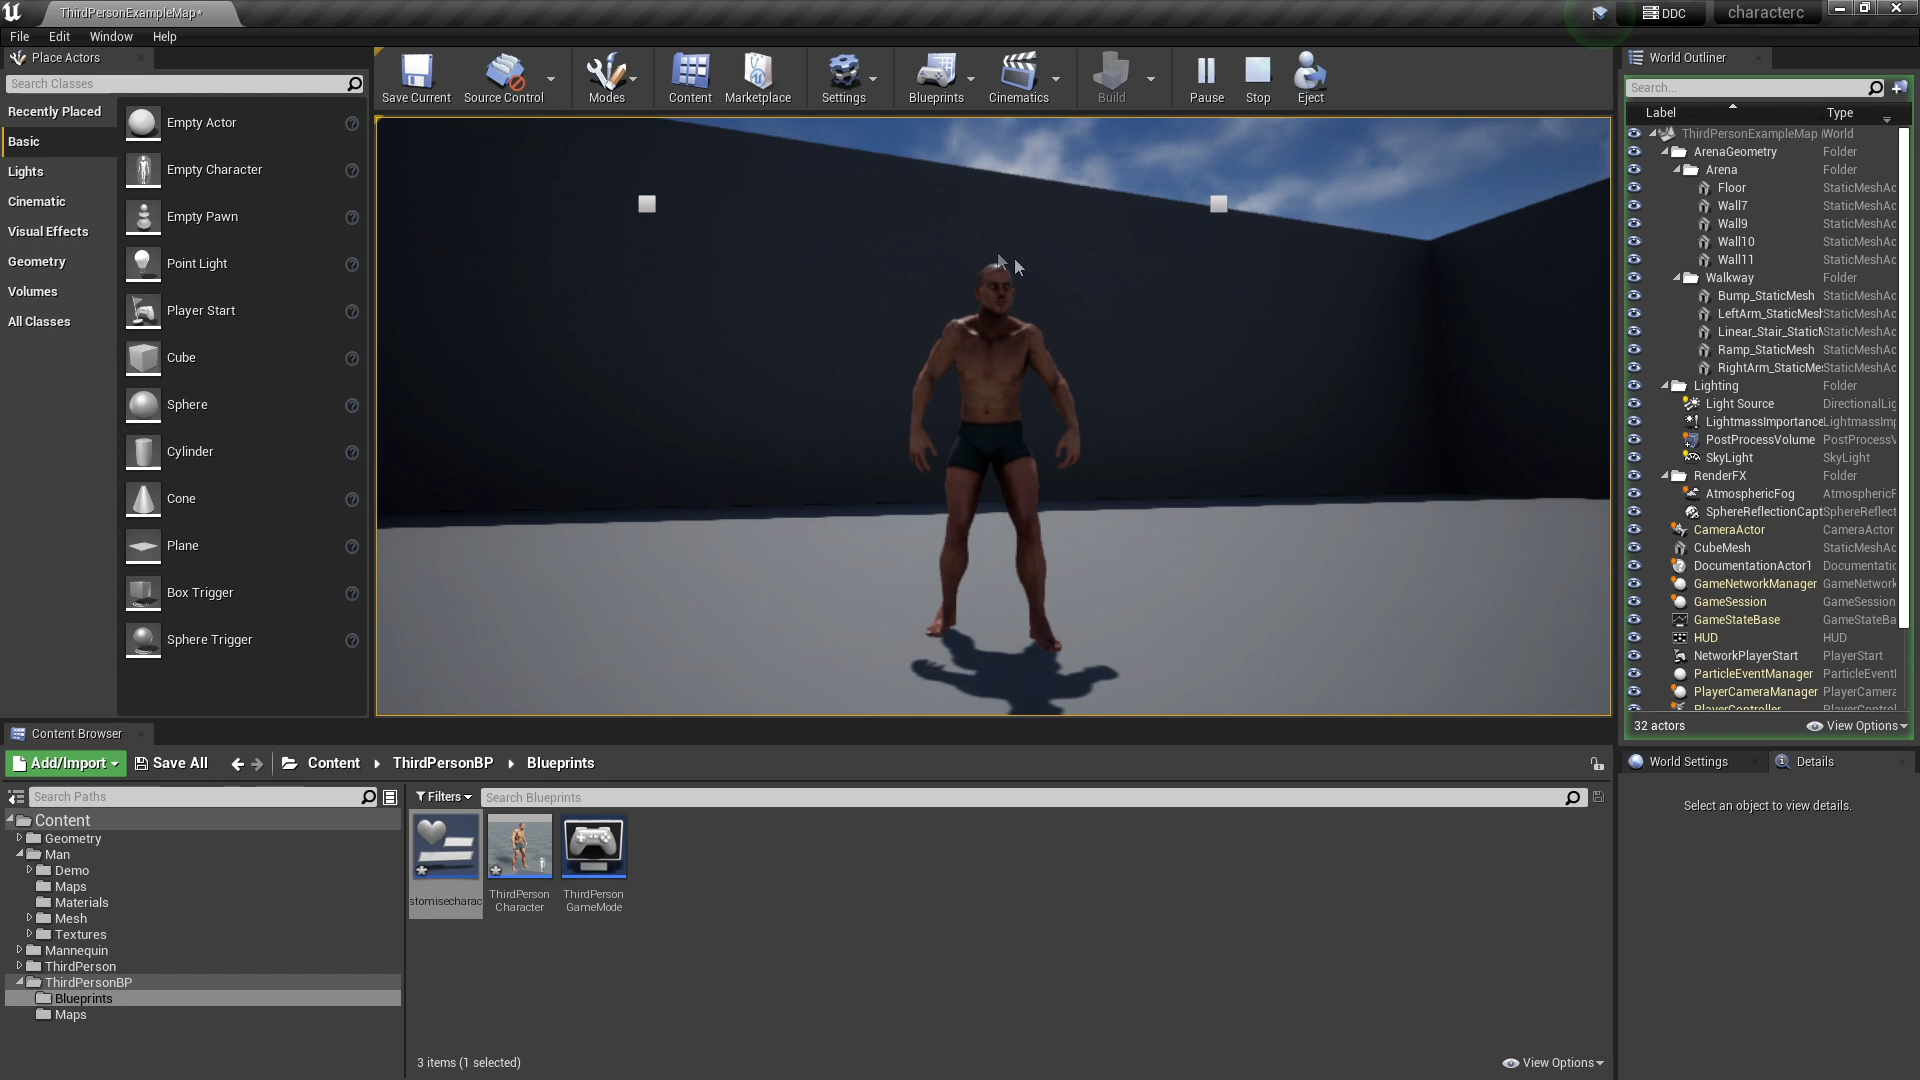 ThirdPersonExampleMap*
DDC
characterc
File
Edit
Window
Help
Place Actors
Search Classes
Recently Placed
Basic
Lights
Cinematic
Visual Effects
Geometry
Volumes
All Classes
Empty Actor
Empty Character
Empty Pawn
Point Light
Player Start
Cube
Sphere
Cylinder
Cone
Plane
Box Trigger
Sphere Trigger
Save Current
Source Control
Modes
Content
Marketplace
Settings
Blueprints
Cinematics
Build
Pause
Stop
Eject
World Outliner
Search...
Label
Type
ThirdPersonExampleMap (World
ArenaGeometry Folder
Arena Folder
Floor StaticMeshAc
Wall7 StaticMeshAc
Wall9 StaticMeshAc
Wall10 StaticMeshAc
Wall11 StaticMeshAc
Walkway Folder
Bump_StaticMesh StaticMeshAc
LeftArm_StaticMesh StaticMeshAc
Linear_Stair_StaticM StaticMeshAc
Ramp_StaticMesh StaticMeshAc
RightArm_StaticMe StaticMeshAc
Lighting Folder
Light Source DirectionalLig
LightmassImportance LightmassImp
PostProcessVolume PostProcessV
SkyLight SkyLight
RenderFX Folder
AtmosphericFog AtmosphericF
SphereReflectionCapt SphereReflect
CameraActor CameraActor
CubeMesh StaticMeshAc
DocumentationActor1 Documentatic
GameNetworkManager GameNetwork
GameSession GameSession
GameStateBase GameStateBa
HUD HUD
NetworkPlayerStart PlayerStart
ParticleEventManager ParticleEventI
PlayerCameraManager PlayerCamera
PlayerController PlayerControl
32 actors
View Options
World Settings
Details
Select an object to view details.
Content Browser
Add/Import
Save All
Content
ThirdPersonBP
Blueprints
Search Paths
Filters
Search Blueprints
Content
Geometry
Man
Demo
Maps
Materials
Mesh
Textures
Mannequin
ThirdPerson
ThirdPersonBP
Blueprints
Maps
stomisecharac
ThirdPerson
Character
ThirdPerson
GameMode
3 items (1 selected)
View Options